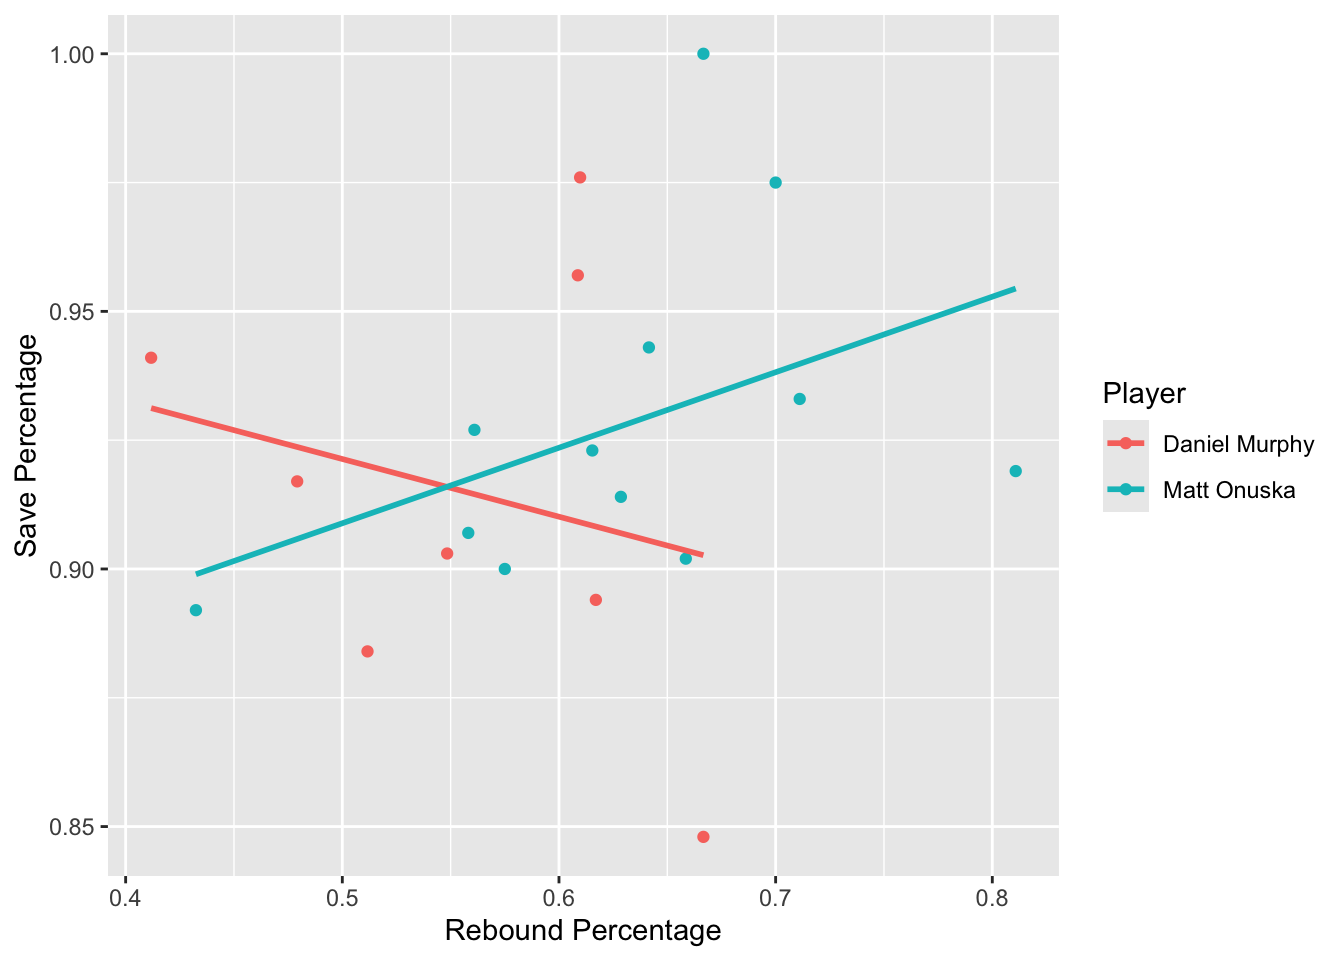 1.00
0.95
0.90
0.85
Save Percentage
0.4 0.5 0.6 0.7 0.8
Rebound Percentage
Player
Daniel Murphy
Matt Onuska